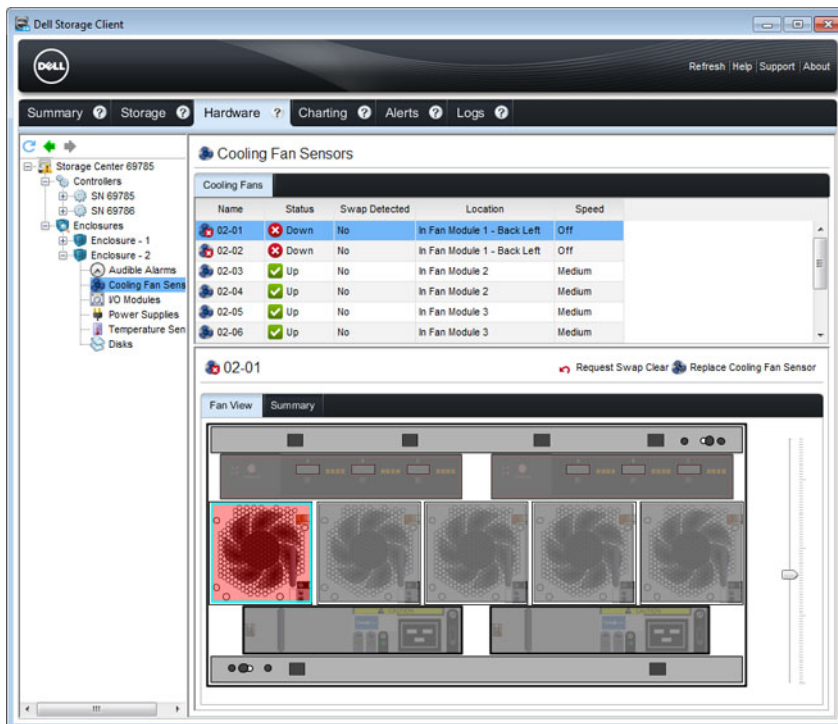 Dell Storage Client
DELL
Refresh | Help | Support | About
Summary ? Storage ? Hardware ? Charting ? Alerts ? Logs ?
Storage Center 69785
Controllers
SN 69785
SN 69786
Enclosures
Enclosure - 1
Enclosure - 2
Audible Alarms
Cooling Fan Sens
I/O Modules
Power Supplies
Temperature Sen
Disks
Cooling Fan Sensors
Cooling Fans
Name Status Swap Detected Location Speed
02-01 Down No In Fan Module 1 - Back Left Off
02-02 Down No In Fan Module 1 - Back Left Off
02-03 Up No In Fan Module 2 Medium
02-04 Up No In Fan Module 2 Medium
02-05 Up No In Fan Module 3 Medium
02-06 Up No In Fan Module 3 Medium
02-01 Request Swap Clear Replace Cooling Fan Sensor
Fan View Summary